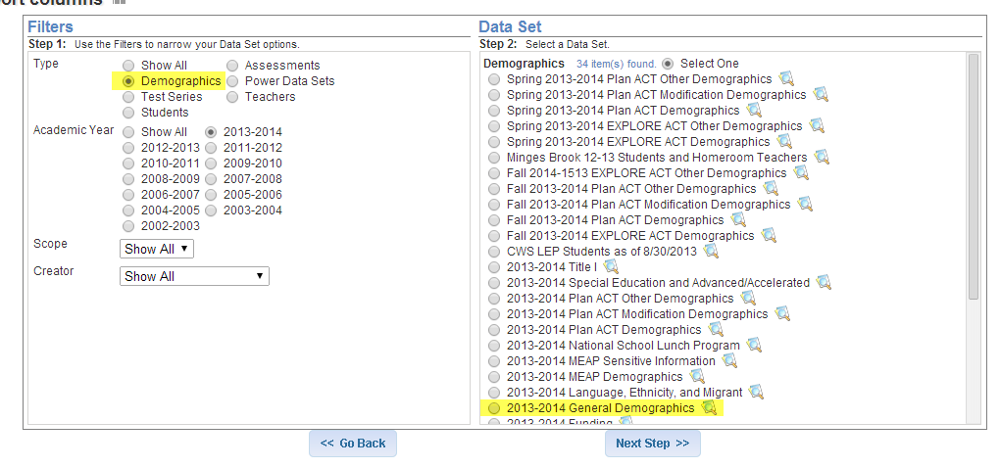 ort columns
Filters
Step 1: Use the Filters to narrow your Data Set options.
Type
Show All
Assessments
Demographics
Power Data Sets
Test Series
Teachers
Students
Academic Year
Show All
2013-2014
2012-2013
2011-2012
2010-2011
2009-2010
2008-2009
2007-2008
2006-2007
2005-2006
2004-2005
2003-2004
2002-2003
Scope
Show All
Creator
Show All
Data Set
Step 2: Select a Data Set.
Demographics 34 item(s) found. Select One
Spring 2013-2014 Plan ACT Other Demographics
Spring 2013-2014 Plan ACT Modification Demographics
Spring 2013-2014 Plan ACT Demographics
Spring 2013-2014 EXPLORE ACT Other Demographics
Spring 2013-2014 EXPLORE ACT Demographics
Minges Brook 12-13 Students and Homeroom Teachers
Fall 2014-1513 EXPLORE ACT Other Demographics
Fall 2013-2014 Plan ACT Other Demographics
Fall 2013-2014 Plan ACT Modification Demographics
Fall 2013-2014 Plan ACT Demographics
Fall 2013-2014 EXPLORE ACT Demographics
CWS LEP Students as of 8/30/2013
2013-2014 Title I
2013-2014 Special Education and Advanced/Accelerated
2013-2014 Plan ACT Other Demographics
2013-2014 Plan ACT Modification Demographics
2013-2014 Plan ACT Demographics
2013-2014 National School Lunch Program
2013-2014 MEAP Sensitive Information
2013-2014 MEAP Demographics
2013-2014 Language, Ethnicity, and Migrant
2013-2014 General Demographics
2013-2014 Funding
<< Go Back
Next Step >>